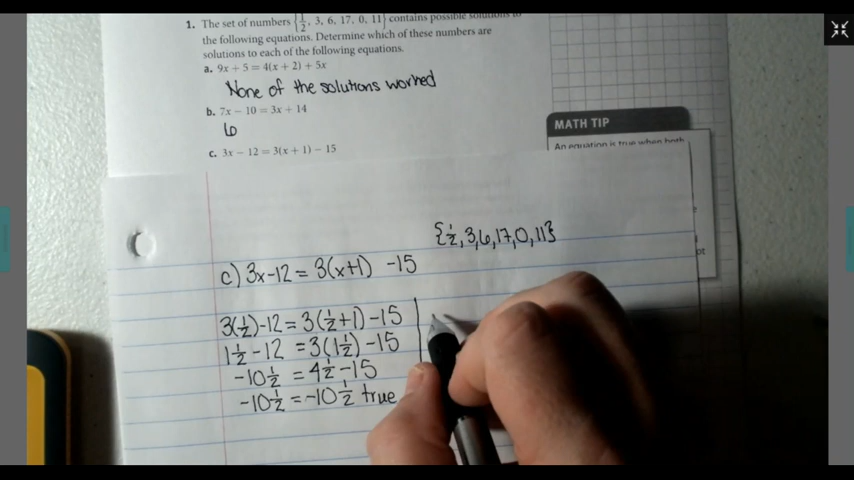 1. The set of numbers {1/2, 3, 6, 17, 0, 11} contains possible solutions to
the following equations. Determine which of these numbers are
solutions to each of the following equations.
a. 9x + 5 = 4(x + 2) + 5x
None of the solutions worked
b. 7x − 10 = 3x + 14
6
c. 3x − 12 = 3(x + 1) − 15
MATH TIP
An equation is true when both
{1/2, 3, 6, 17, 0, 11}
c) 3x-12 = 3(x+1) -15
3(1/2)-12 = 3(1/2+1) -15
1 1/2 -12 = 3(1 1/2) -15
-10 1/2 = 4 1/2 -15
-10 1/2 = -10 1/2 true